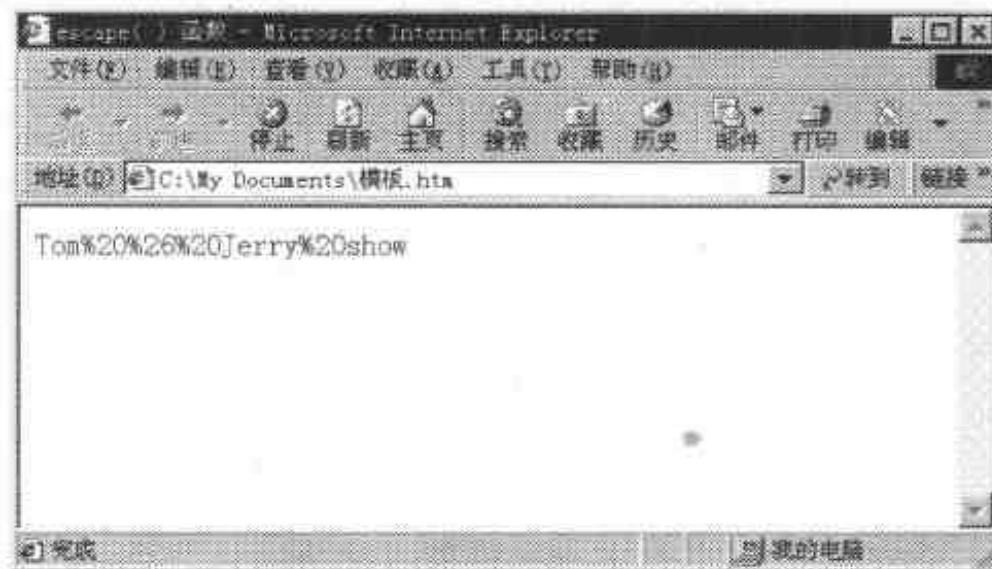 escape( ) 函数 - Microsoft Internet Explorer
文件(F) 编辑(E) 查看(V) 收藏(A) 工具(T) 帮助(H)
停止 刷新 主页 搜索 收藏 历史 邮件 打印 编辑
地址(D) C:\My Documents\模板.htm 转到 链接 »
Tom%20%26%20Jerry%20show
完成 我的电脑